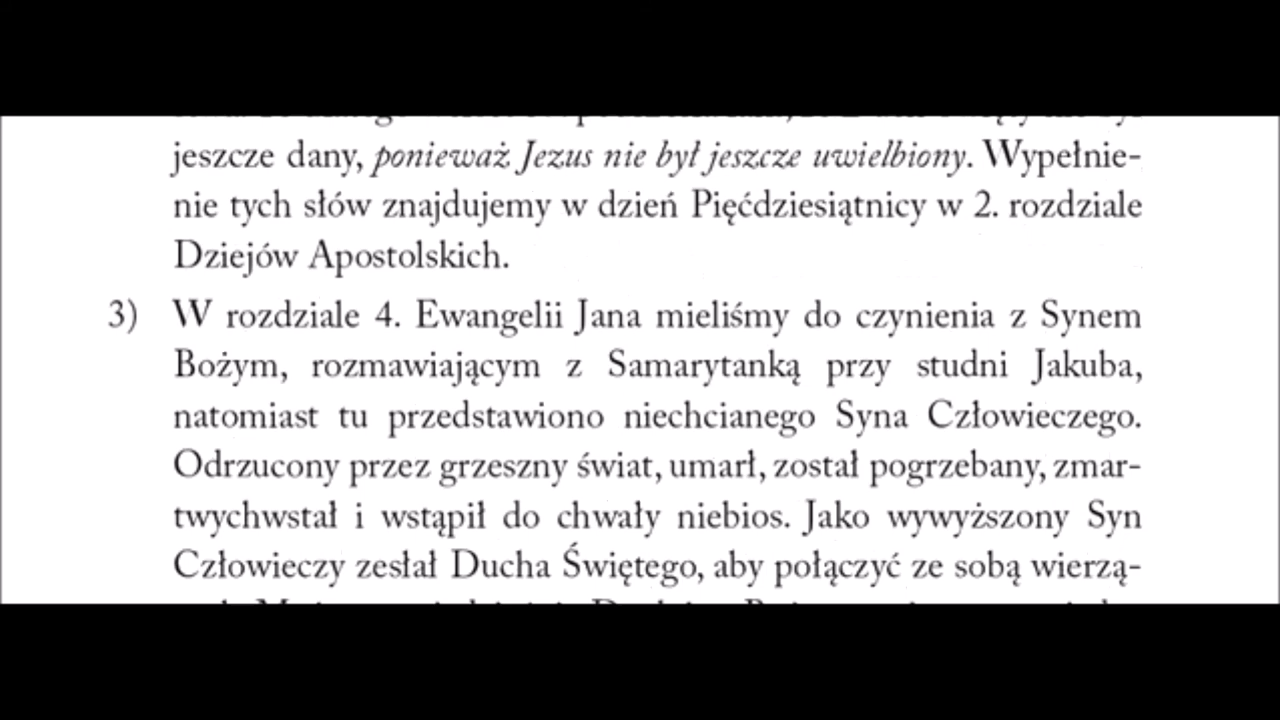 jeszcze dany, ponieważ Jezus nie był jeszcze uwielbiony. Wypełnie-
nie tych słów znajdujemy w dzień Pięćdziesiątnicy w 2. rozdziale
Dziejów Apostolskich.
3) W rozdziale 4. Ewangelii Jana mieliśmy do czynienia z Synem
Bożym, rozmawiającym z Samarytanką przy studni Jakuba,
natomiast tu przedstawiono niechcianego Syna Człowieczego.
Odrzucony przez grzeszny świat, umarł, został pogrzebany, zmar-
twychwstał i wstąpił do chwały niebios. Jako wywyższony Syn
Człowieczy zesłał Ducha Świętego, aby połączyć ze sobą wierzą-